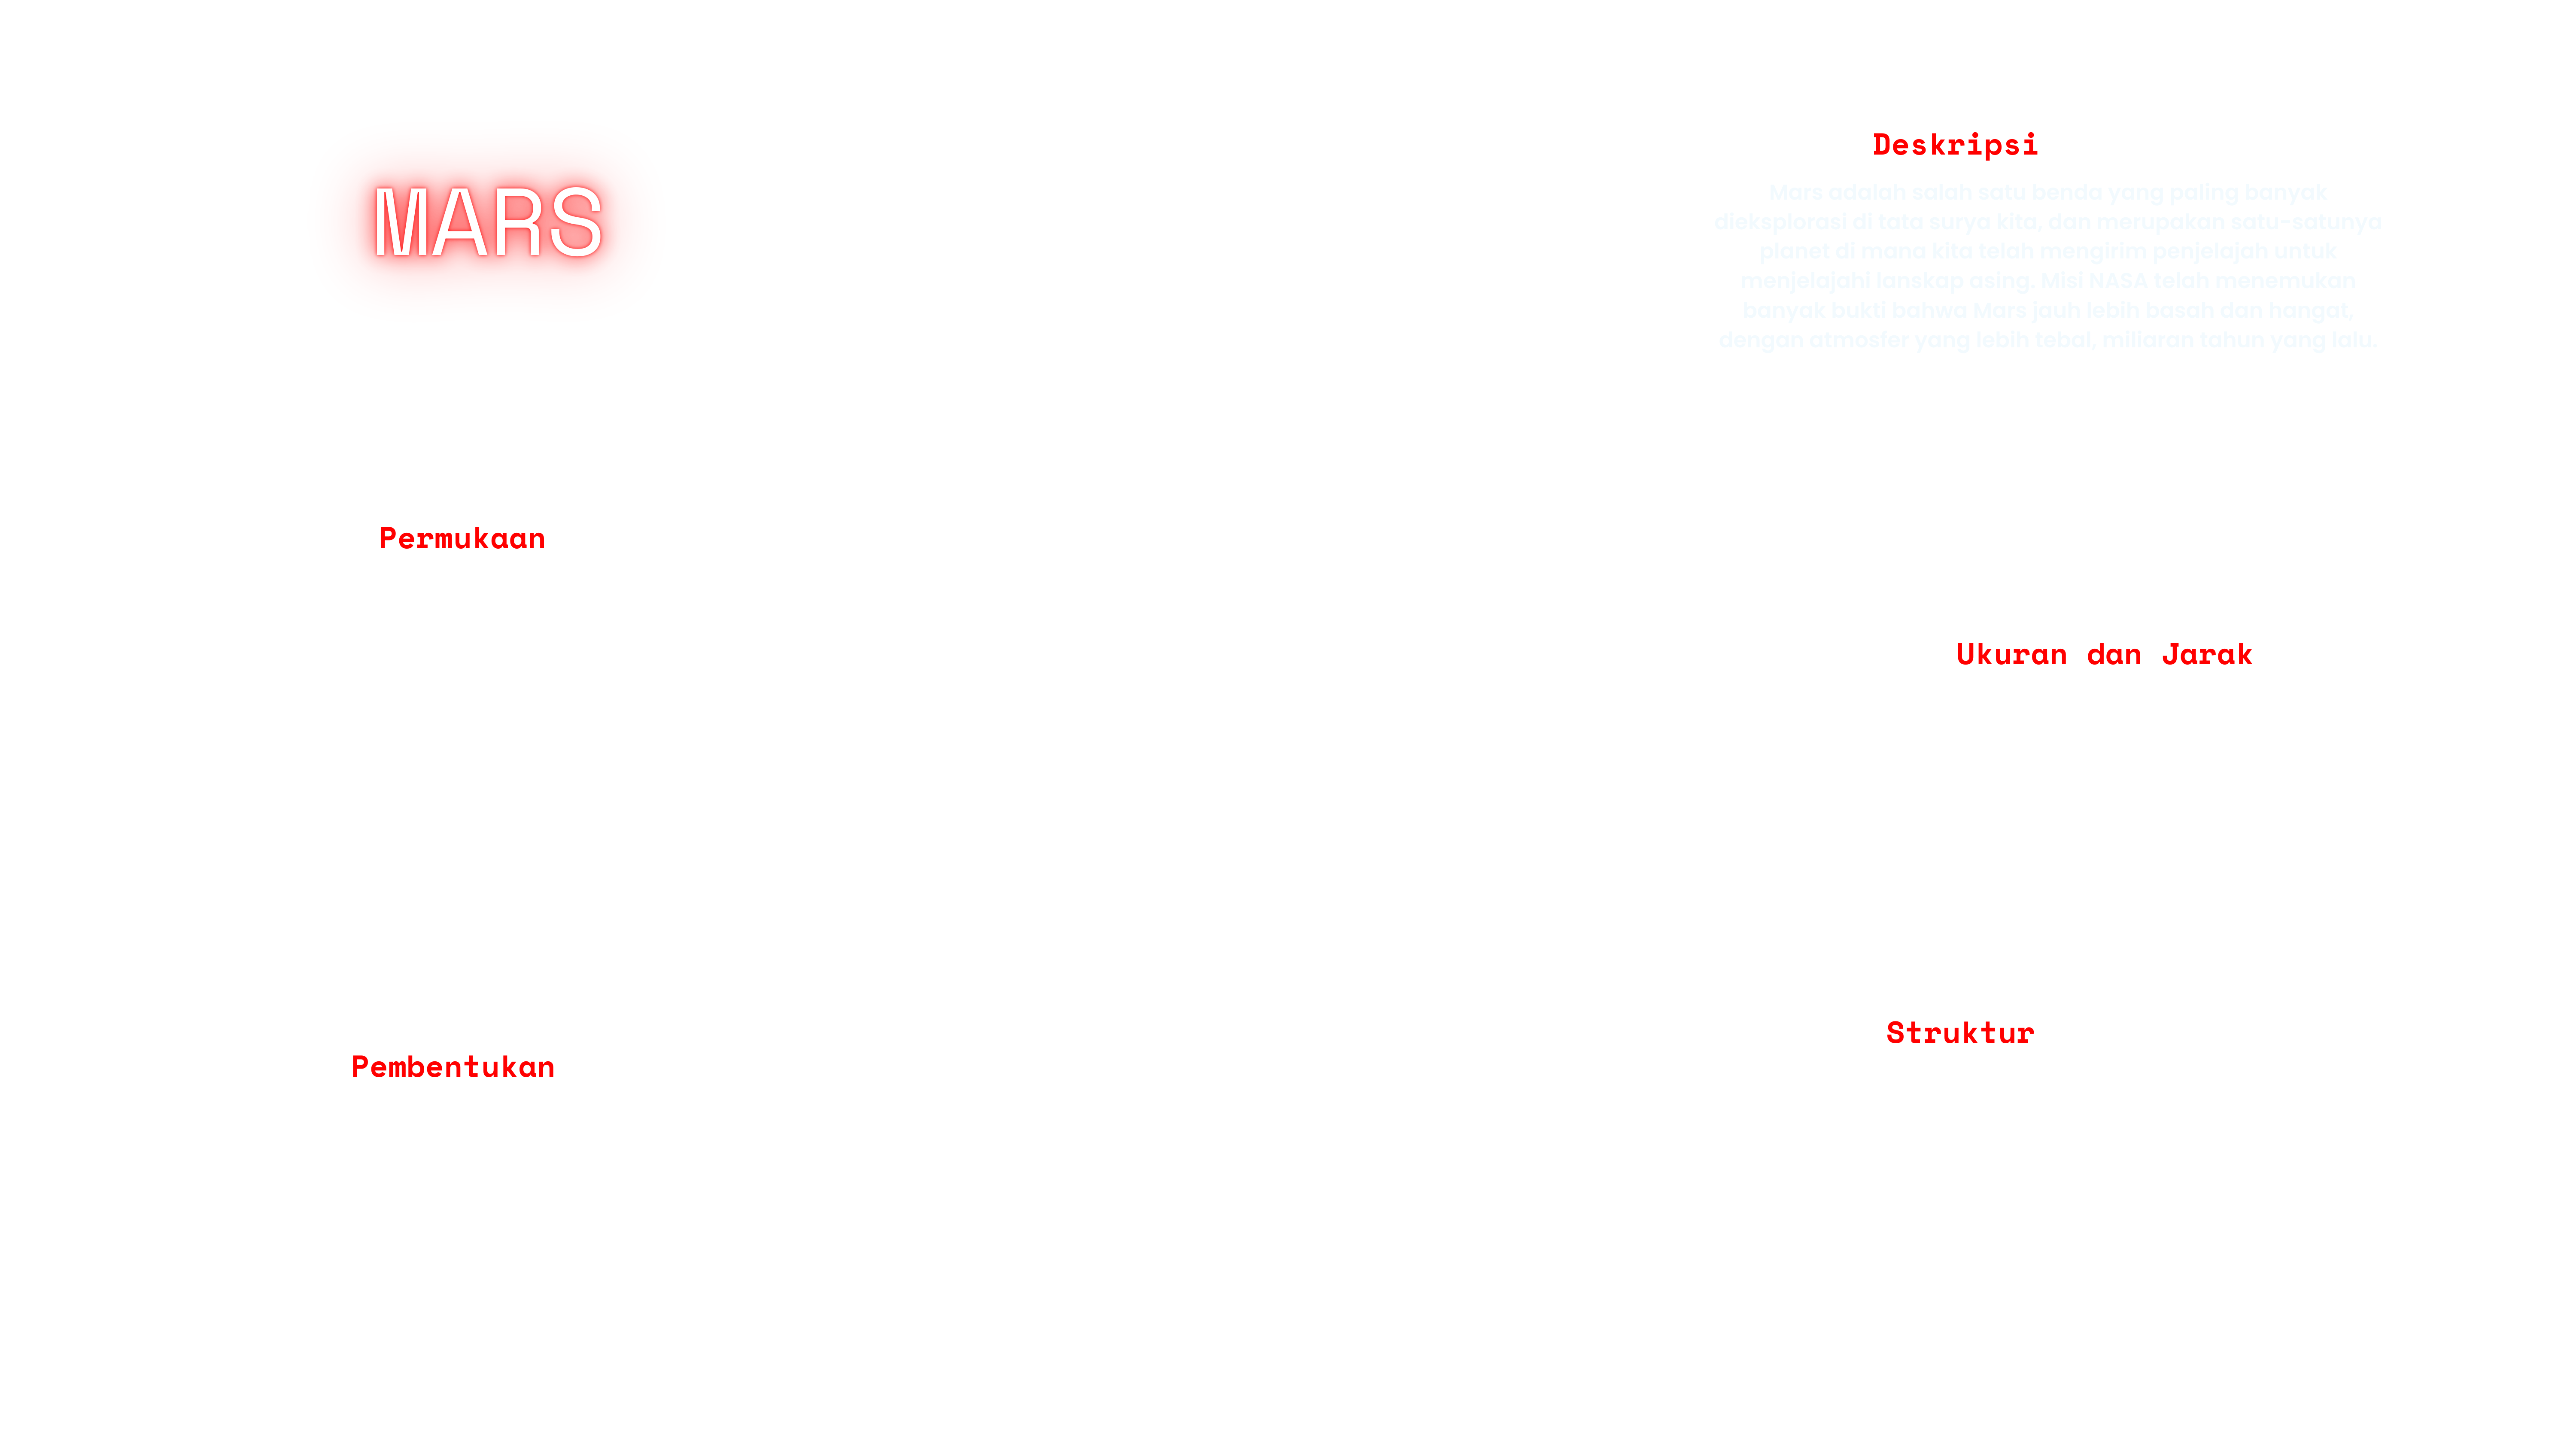 MARS
Deskripsi
Mars adalah salah satu benda yang paling banyak
dieksplorasi di tata surya kita, dan merupakan satu-satunya
planet di mana kita telah mengirim penjelajah untuk
menjelajahi lanskap asing. Misi NASA telah menemukan
banyak bukti bahwa Mars jauh lebih basah dan hangat,
dengan atmosfer yang lebih tebal, miliaran tahun yang lalu.
Permukaan
Ukuran dan Jarak
Struktur
Pembentukan